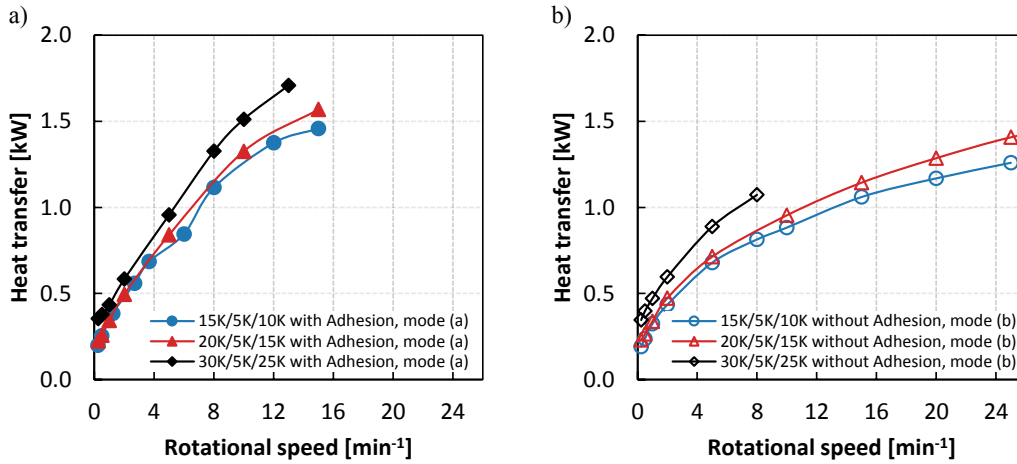 a)
2.0
1.5
1.0
0.5
0.0
Heat transfer [kW]
15K/5K/10K with Adhesion, mode (a)
20K/5K/15K with Adhesion, mode (a)
30K/5K/25K with Adhesion, mode (a)
0 4 8 12 16 20 24
Rotational speed [min⁻¹]
b)
2.0
1.5
1.0
0.5
0.0
Heat transfer [kW]
15K/5K/10K without Adhesion, mode (b)
20K/5K/15K without Adhesion, mode (b)
30K/5K/25K without Adhesion, mode (b)
0 4 8 12 16 20 24
Rotational speed [min⁻¹]